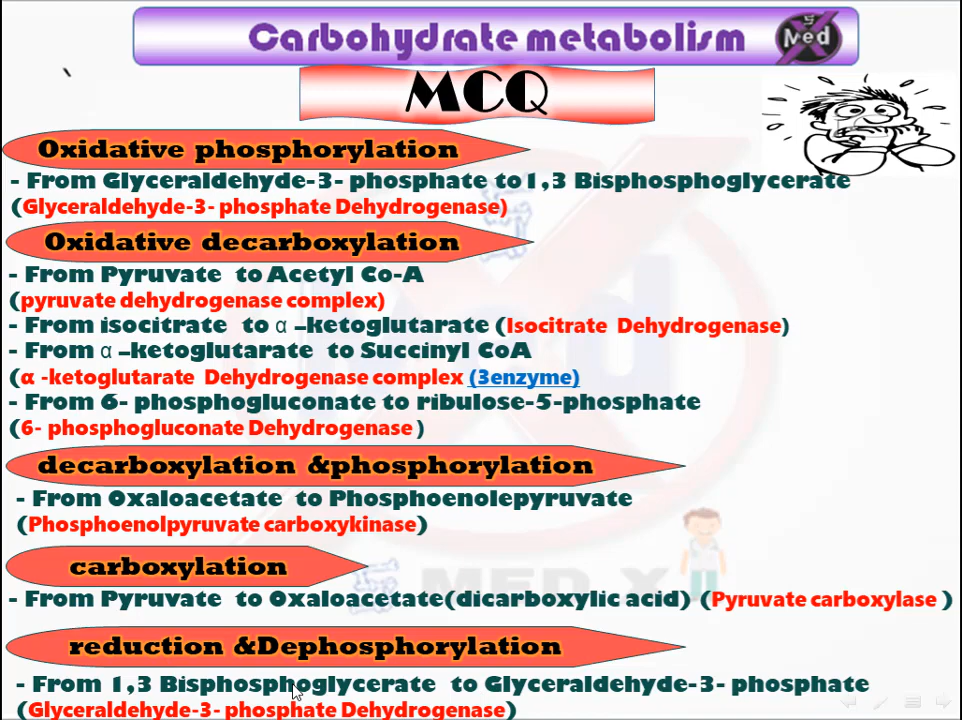 Carbohydrate metabolism
Med
MCQ
Oxidative phosphorylation
- From Glyceraldehyde-3- phosphate to1,3 Bisphosphoglycerate
(Glyceraldehyde-3- phosphate Dehydrogenase)
Oxidative decarboxylation
- From Pyruvate to Acetyl Co-A
(pyruvate dehydrogenase complex)
- From isocitrate to α –ketoglutarate (Isocitrate Dehydrogenase)
- From α –ketoglutarate to Succinyl CoA
(α -ketoglutarate Dehydrogenase complex (3enzyme)
- From 6- phosphogluconate to ribulose-5-phosphate
(6- phosphogluconate Dehydrogenase )
decarboxylation &phosphorylation
- From Oxaloacetate to Phosphoenolepyruvate
(Phosphoenolpyruvate carboxykinase)
carboxylation
MED X
- From Pyruvate to Oxaloacetate(dicarboxylic acid) (Pyruvate carboxylase )
reduction &Dephosphorylation
- From 1,3 Bisphosphoglycerate to Glyceraldehyde-3- phosphate
(Glyceraldehyde-3- phosphate Dehydrogenase)